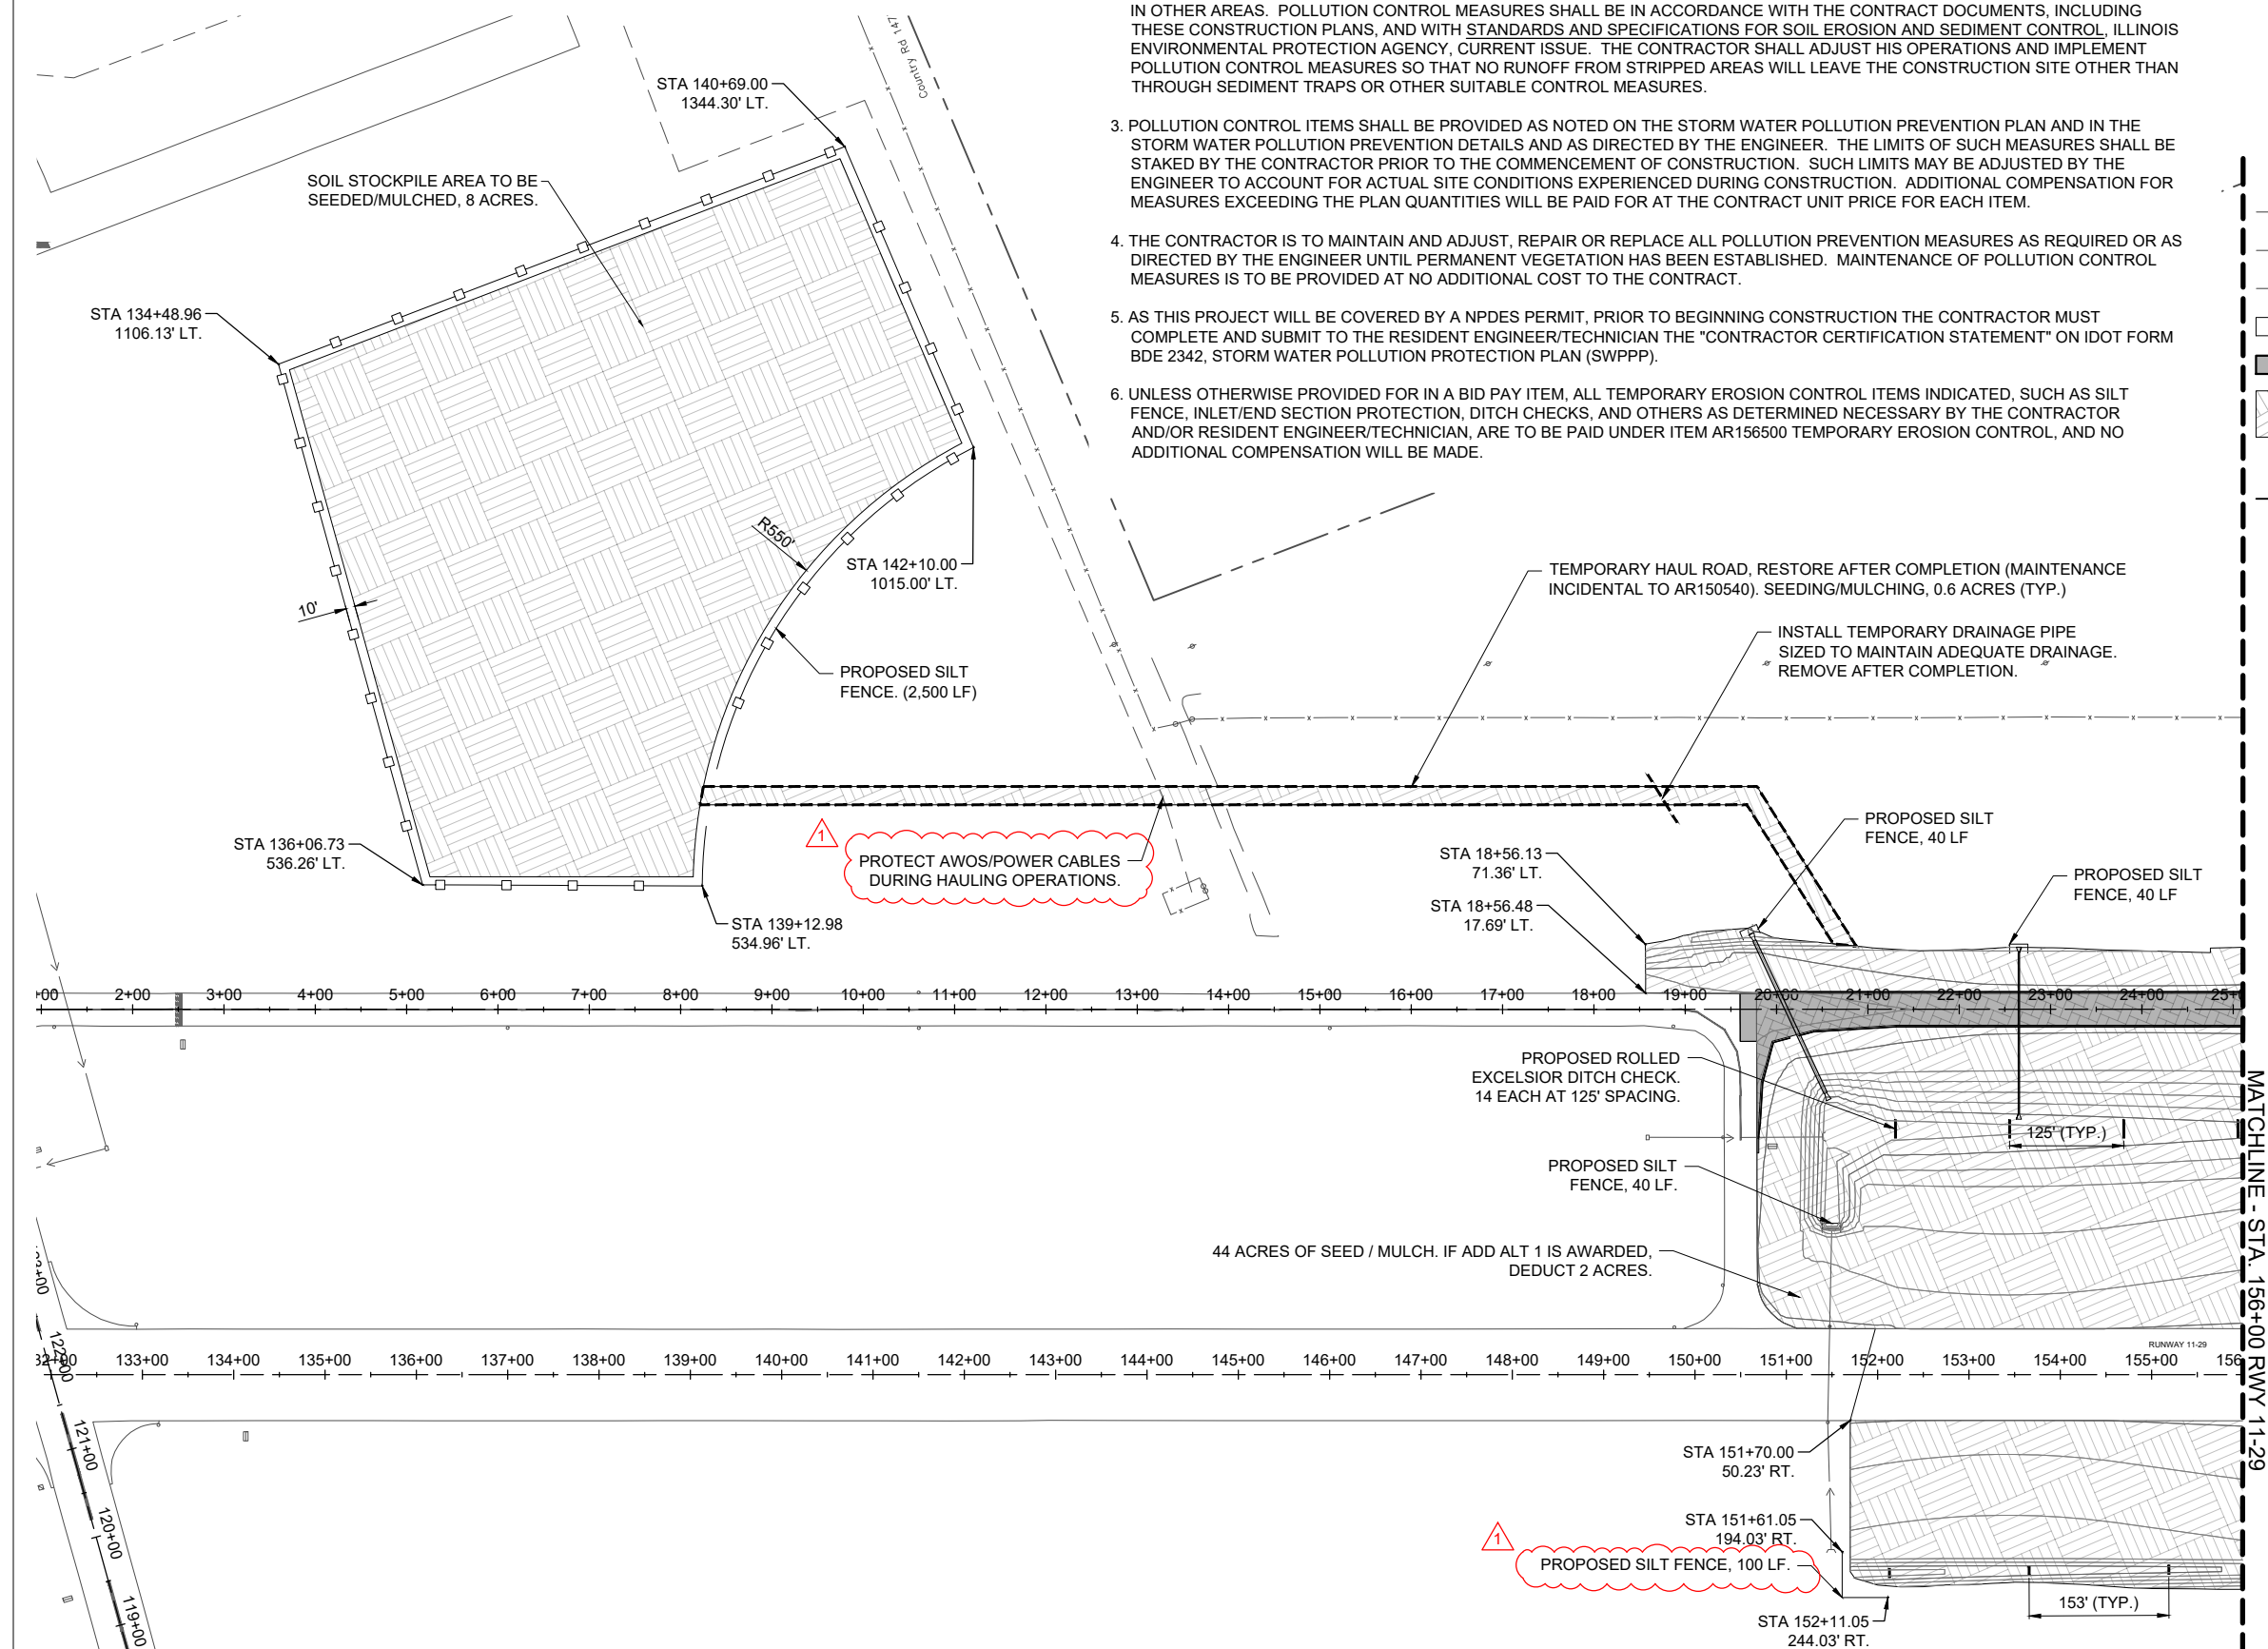 IN OTHER AREAS. POLLUTION CONTROL MEASURES SHALL BE IN ACCORDANCE WITH THE CONTRACT DOCUMENTS, INCLUDING
THESE CONSTRUCTION PLANS, AND WITH STANDARDS AND SPECIFICATIONS FOR SOIL EROSION AND SEDIMENT CONTROL, ILLINOIS
ENVIRONMENTAL PROTECTION AGENCY, CURRENT ISSUE. THE CONTRACTOR SHALL ADJUST HIS OPERATIONS AND IMPLEMENT
POLLUTION CONTROL MEASURES SO THAT NO RUNOFF FROM STRIPPED AREAS WILL LEAVE THE CONSTRUCTION SITE OTHER THAN
THROUGH SEDIMENT TRAPS OR OTHER SUITABLE CONTROL MEASURES.
3. POLLUTION CONTROL ITEMS SHALL BE PROVIDED AS NOTED ON THE STORM WATER POLLUTION PREVENTION PLAN AND IN THE
STORM WATER POLLUTION PREVENTION DETAILS AND AS DIRECTED BY THE ENGINEER. THE LIMITS OF SUCH MEASURES SHALL BE
STAKED BY THE CONTRACTOR PRIOR TO THE COMMENCEMENT OF CONSTRUCTION. SUCH LIMITS MAY BE ADJUSTED BY THE
ENGINEER TO ACCOUNT FOR ACTUAL SITE CONDITIONS EXPERIENCED DURING CONSTRUCTION. ADDITIONAL COMPENSATION FOR
MEASURES EXCEEDING THE PLAN QUANTITIES WILL BE PAID FOR AT THE CONTRACT UNIT PRICE FOR EACH ITEM.
4. THE CONTRACTOR IS TO MAINTAIN AND ADJUST, REPAIR OR REPLACE ALL POLLUTION PREVENTION MEASURES AS REQUIRED OR AS
DIRECTED BY THE ENGINEER UNTIL PERMANENT VEGETATION HAS BEEN ESTABLISHED. MAINTENANCE OF POLLUTION CONTROL
MEASURES IS TO BE PROVIDED AT NO ADDITIONAL COST TO THE CONTRACT.
5. AS THIS PROJECT WILL BE COVERED BY A NPDES PERMIT, PRIOR TO BEGINNING CONSTRUCTION THE CONTRACTOR MUST
COMPLETE AND SUBMIT TO THE RESIDENT ENGINEER/TECHNICIAN THE "CONTRACTOR CERTIFICATION STATEMENT" ON IDOT FORM
BDE 2342, STORM WATER POLLUTION PROTECTION PLAN (SWPPP).
6. UNLESS OTHERWISE PROVIDED FOR IN A BID PAY ITEM, ALL TEMPORARY EROSION CONTROL ITEMS INDICATED, SUCH AS SILT
FENCE, INLET/END SECTION PROTECTION, DITCH CHECKS, AND OTHERS AS DETERMINED NECESSARY BY THE CONTRACTOR
AND/OR RESIDENT ENGINEER/TECHNICIAN, ARE TO BE PAID UNDER ITEM AR156500 TEMPORARY EROSION CONTROL, AND NO
ADDITIONAL COMPENSATION WILL BE MADE.
Country Rd 147
STA 140+69.00
1344.30' LT.
SOIL STOCKPILE AREA TO BE
SEEDED/MULCHED, 8 ACRES.
STA 134+48.96
1106.13' LT.
R550'
STA 142+10.00
1015.00' LT.
10'
PROPOSED SILT
FENCE. (2,500 LF)
TEMPORARY HAUL ROAD, RESTORE AFTER COMPLETION (MAINTENANCE
INCIDENTAL TO AR150540). SEEDING/MULCHING, 0.6 ACRES (TYP.)
INSTALL TEMPORARY DRAINAGE PIPE
SIZED TO MAINTAIN ADEQUATE DRAINAGE.
REMOVE AFTER COMPLETION.
STA 136+06.73
536.26' LT.
1
PROTECT AWOS/POWER CABLES
DURING HAULING OPERATIONS.
STA 139+12.98
534.96' LT.
PROPOSED SILT
FENCE, 40 LF
STA 18+56.13
71.36' LT.
PROPOSED SILT
FENCE, 40 LF
STA 18+56.48
17.69' LT.
+00 2+00 3+00 4+00 5+00 6+00 7+00 8+00 9+00 10+00 11+00 12+00 13+00 14+00 15+00 16+00 17+00 18+00 19+00 20+00 21+00 22+00 23+00 24+00 25+0
PROPOSED ROLLED
EXCELSIOR DITCH CHECK.
14 EACH AT 125' SPACING.
125' (TYP.)
PROPOSED SILT
FENCE, 40 LF.
44 ACRES OF SEED / MULCH. IF ADD ALT 1 IS AWARDED,
DEDUCT 2 ACRES.
MATCHLINE - STA. 156+00 RWY 11-29
RUNWAY 11-29
32+00 133+00 134+00 135+00 136+00 137+00 138+00 139+00 140+00 141+00 142+00 143+00 144+00 145+00 146+00 147+00 148+00 149+00 150+00 151+00 152+00 153+00 154+00 155+00 156
122+00
121+00
120+00
119+00
STA 151+70.00
50.23' RT.
STA 151+61.05
194.03' RT.
1
PROPOSED SILT FENCE, 100 LF.
STA 152+11.05
244.03' RT.
153' (TYP.)